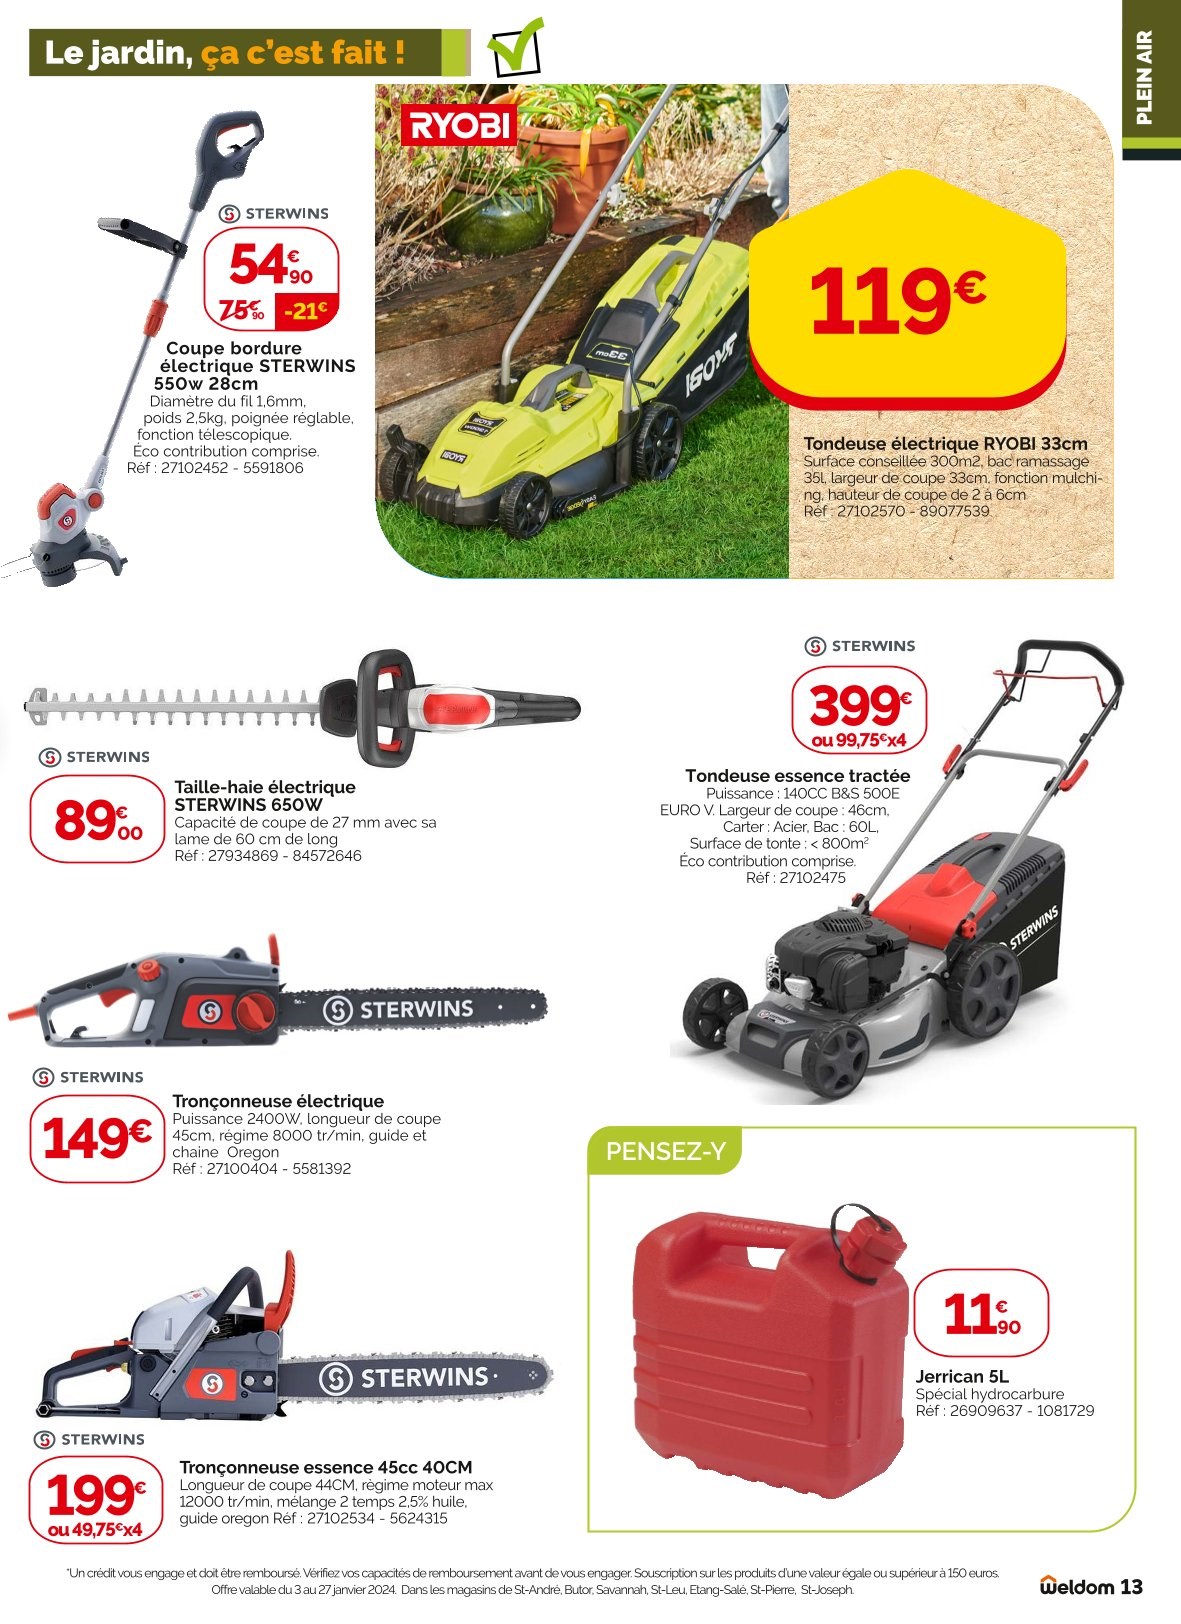 Le jardin, ça c'est fait !
PLEIN AIR
RYOBI
STERWINS
54€90
75€90 -21€
Coupe bordure
électrique STERWINS
550w 28cm
Diamètre du fil 1,6mm,
poids 2,5kg, poignée réglable,
fonction télescopique.
Éco contribution comprise.
Réf : 27102452 - 5591806
119€
Tondeuse électrique RYOBI 33cm
Surface conseillée 300m2, bac ramassage
35l, largeur de coupe 33cm, fonction mulchi-
ng, hauteur de coupe de 2 à 6cm
Réf : 27102570 - 89077539
RYOBI
RYOBI
RYOBI
33cm
STERWINS
89€00
Taille-haie électrique
STERWINS 650W
Capacité de coupe de 27 mm avec sa
lame de 60 cm de long
Réf : 27934869 - 84572646
STERWINS
399€
ou 99,75€x4
Tondeuse essence tractée
Puissance : 140CC B&S 500E
EURO V. Largeur de coupe : 46cm,
Carter : Acier, Bac : 60L,
Surface de tonte : < 800m²
Éco contribution comprise.
Réf : 27102475
STERWINS
STERWINS
STERWINS
149€
Tronçonneuse électrique
Puissance 2400W, longueur de coupe
45cm, régime 8000 tr/min, guide et
chaine Oregon
Réf : 27100404 - 5581392
STERWINS
STERWINS
199€
ou 49,75€x4
Tronçonneuse essence 45cc 40CM
Longueur de coupe 44CM, régime moteur max
12000 tr/min, mélange 2 temps 2,5% huile,
guide oregon Réf : 27102534 - 5624315
PENSEZ-Y
11€90
Jerrican 5L
Spécial hydrocarbure
Réf : 26909637 - 1081729
*Un crédit vous engage et doit être remboursé. Vérifiez vos capacités de remboursement avant de vous engager. Souscription sur les produits d'une valeur égale ou supérieur à 150 euros.
Offre valable du 3 au 27 janvier 2024. Dans les magasins de St-André, Butor, Savannah, St-Leu, Etang-Salé, St-Pierre, St-Joseph.
weldom 13